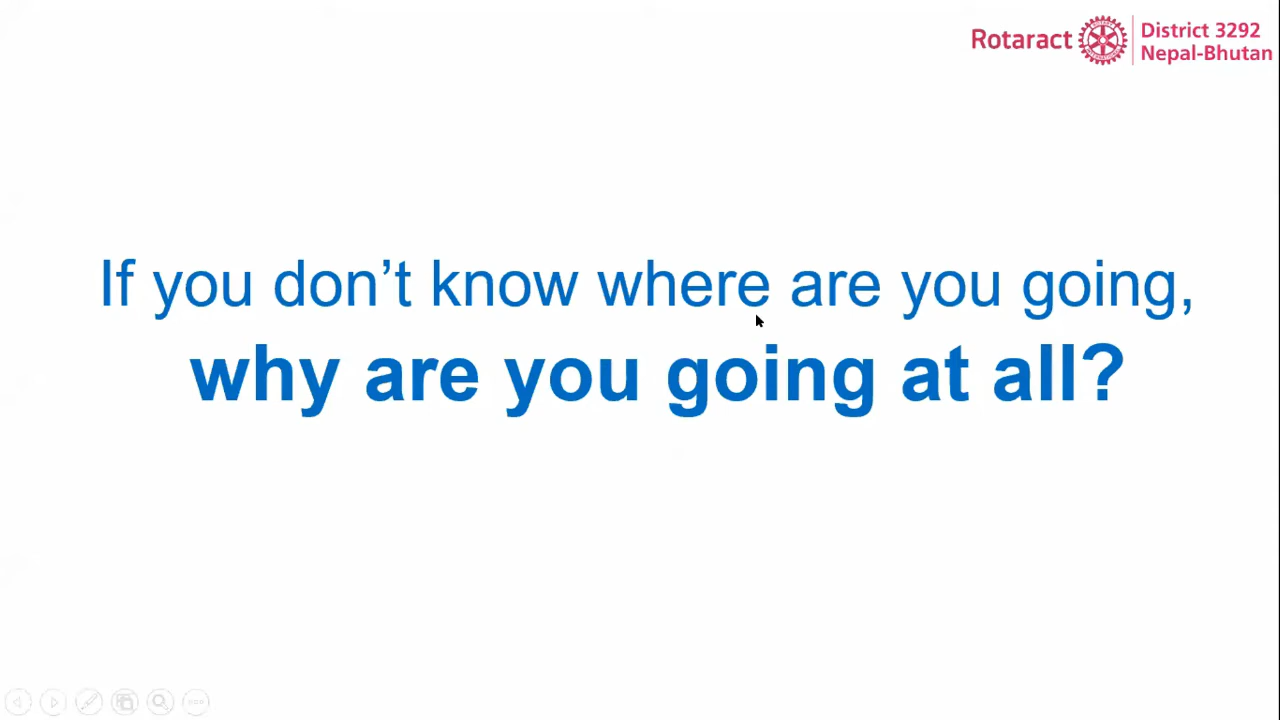 Rotaract
District 3292
Nepal-Bhutan
If you don’t know where are you going,
why are you going at all?